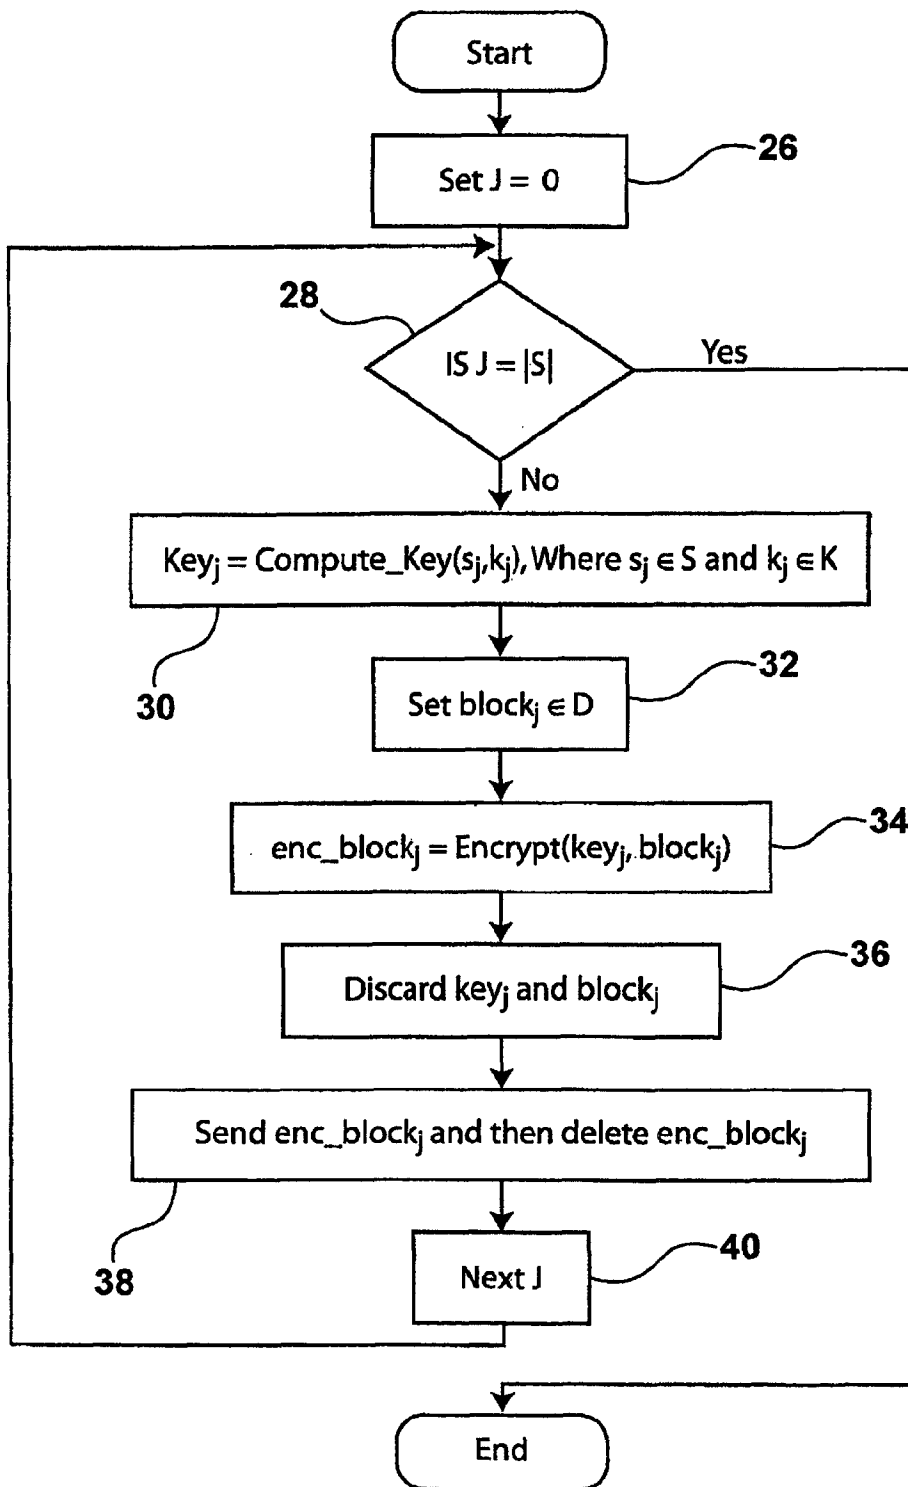 Start
Set J = 0
26
28
IS J = |S|
Yes
No
Keyj = Compute_Key(sj,kj), Where sj ∈ S and kj ∈ K
30
32
Set blockj ∈ D
34
enc_blockj = Encrypt(keyj, blockj)
36
Discard keyj and blockj
Send enc_blockj and then delete enc_blockj
38
40
Next J
End